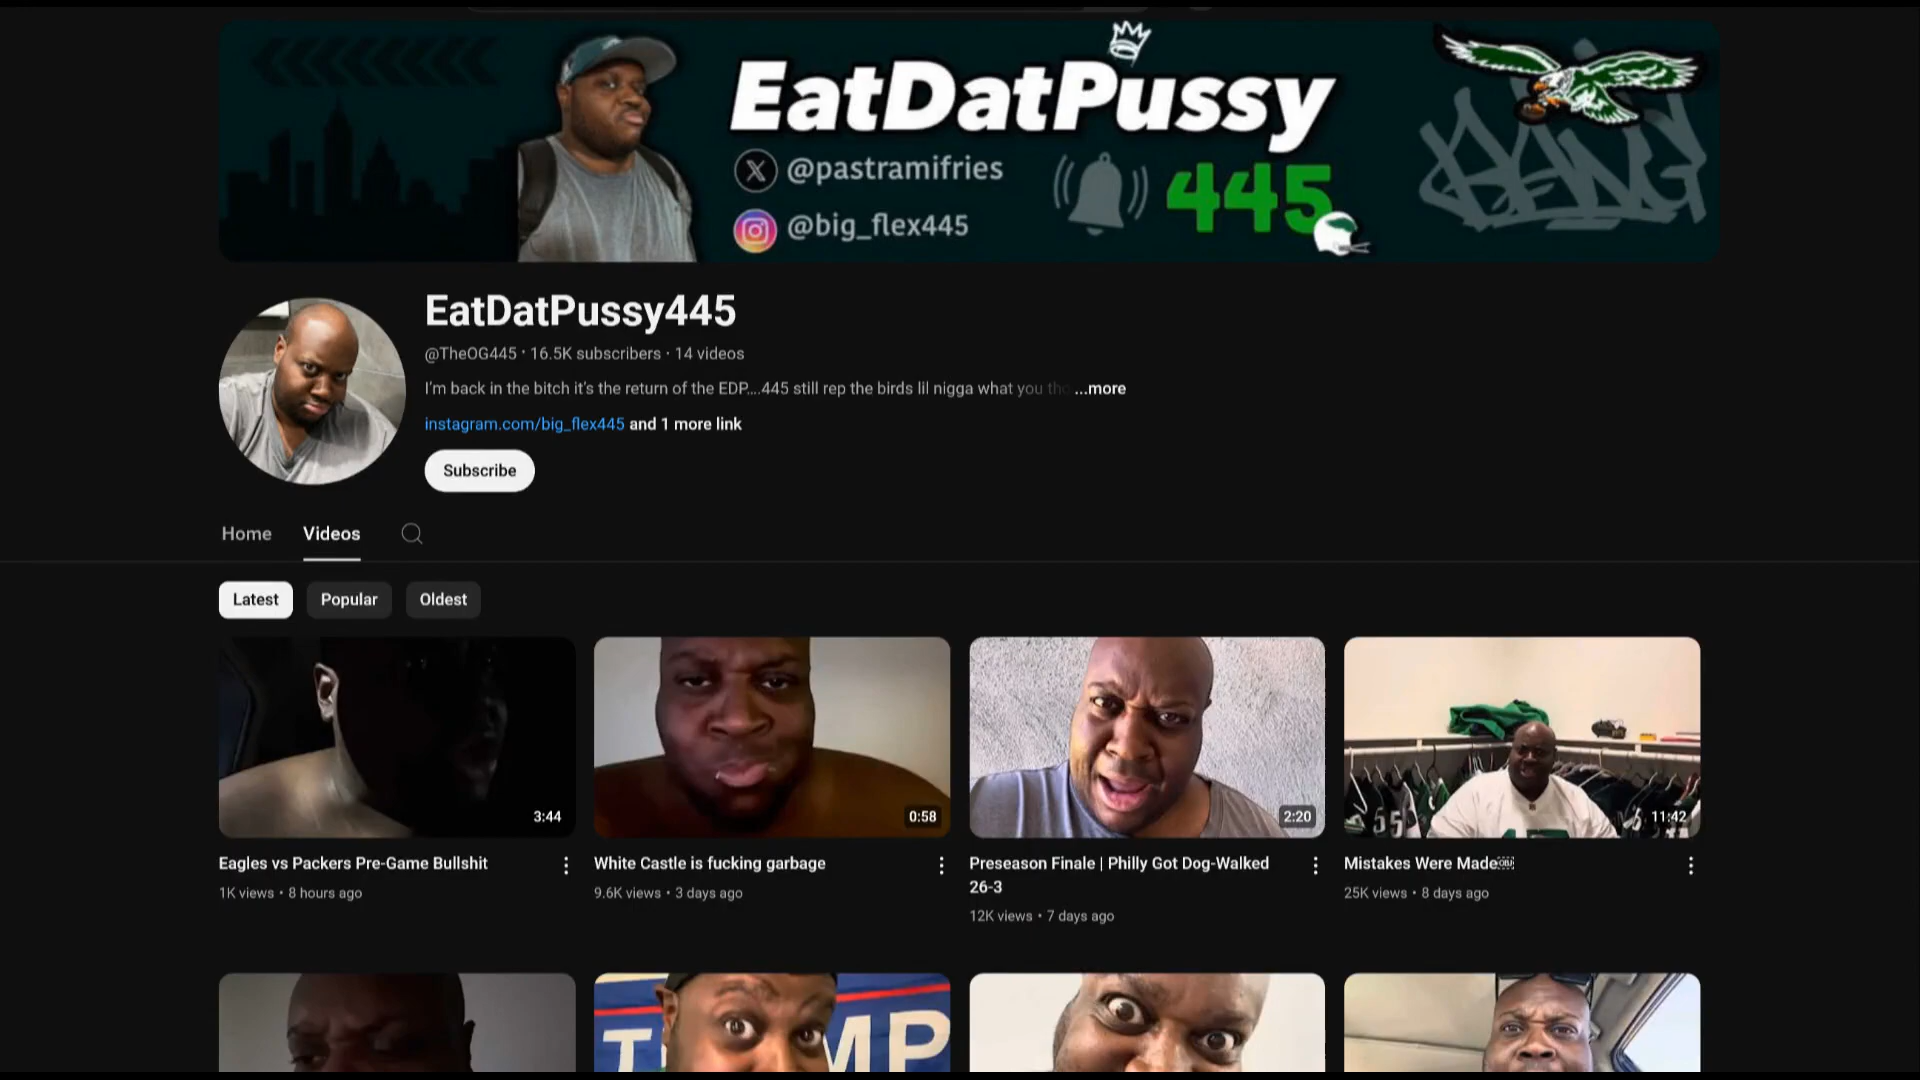 EatDatPussy
@pastramifries
@big_flex445
445
BANG
EatDatPussy445
@TheOG445 • 16.5K subscribers • 14 videos
I'm back in the bitch it's the return of the EDP....445 still rep the birds lil nigga what you tho ...more
instagram.com/big_flex445 and 1 more link
Subscribe
Home Videos
Latest Popular Oldest
3:44
0:58
2:20
11:42
Eagles vs Packers Pre-Game Bullshit
1K views • 8 hours ago
White Castle is fucking garbage
9.6K views • 3 days ago
Preseason Finale | Philly Got Dog-Walked
26-3
12K views • 7 days ago
Mistakes Were Made￼
25K views • 8 days ago